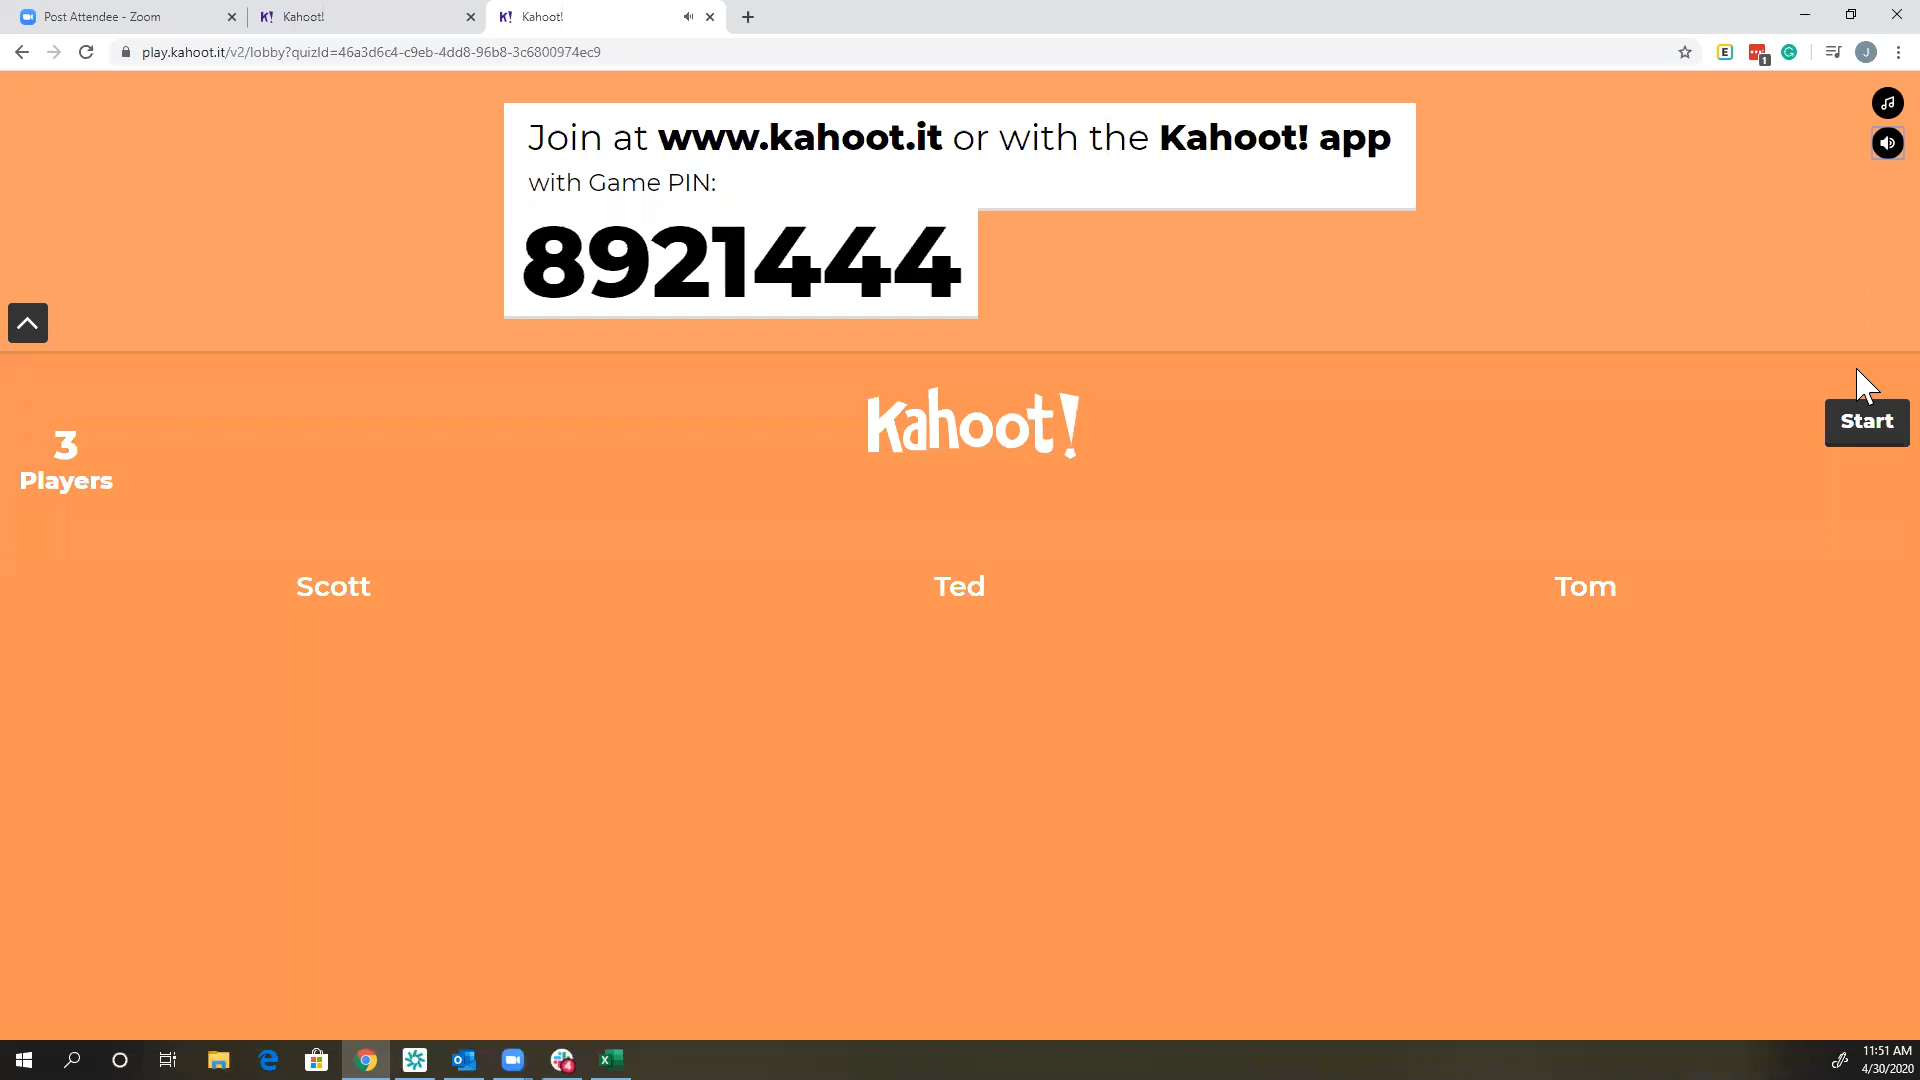 Post Attendee - Zoom
K! Kahoot!
K! Kahoot!
play.kahoot.it/v2/lobby?quizId=46a3d6c4-c9eb-4dd8-96b8-3c6800974ec9
E
1
G
J
Join at www.kahoot.it or with the Kahoot! app
with Game PIN:
8921444
Kahoot!
Start
3
Players
Scott
Ted
Tom
4
11:51 AM
4/30/2020